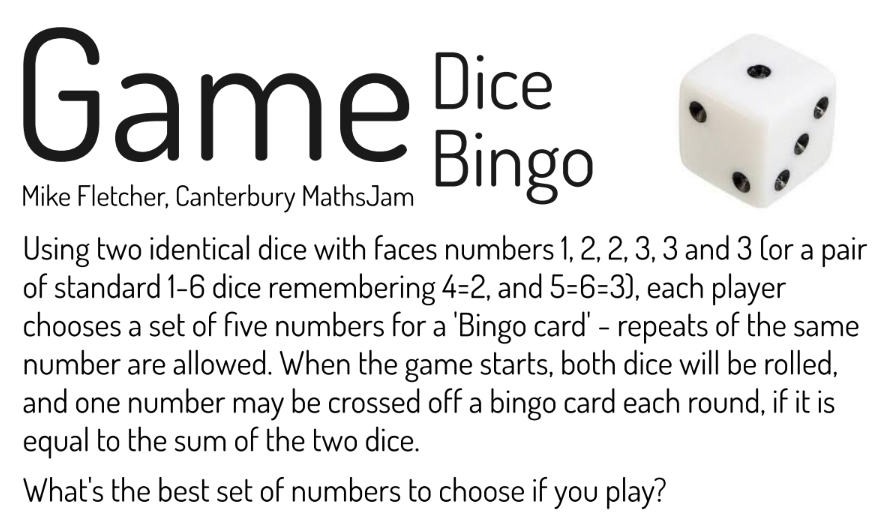 Game
Dice
Bingo
Mike Fletcher, Canterbury MathsJam
Using two identical dice with faces numbers 1, 2, 2, 3, 3 and 3 (or a pair
of standard 1-6 dice remembering 4=2, and 5=6=3), each player
chooses a set of five numbers for a 'Bingo card' - repeats of the same
number are allowed. When the game starts, both dice will be rolled,
and one number may be crossed off a bingo card each round, if it is
equal to the sum of the two dice.
What's the best set of numbers to choose if you play?